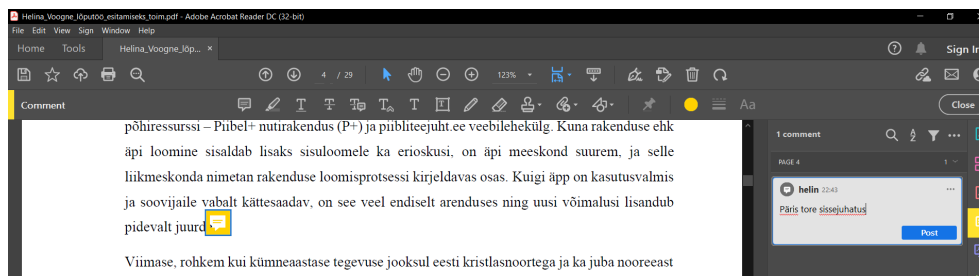 Helina_Voogne_lõputöö_esitamiseks_toim.pdf - Adobe Acrobat Reader DC (32-bit)
File Edit View Sign Window Help
Home Tools Helina_Voogne_lõp... × Sign In
4 / 29 123%
Comment Aa Close
põhiressurssi – Piibel+ nutirakendus (P+) ja piibliteejuht.ee veebilehekülg. Kuna rakenduse ehk
äpi loomine sisaldab lisaks sisuloomele ka erioskusi, on äpi meeskond suurem, ja selle
liikmeskonda nimetan rakenduse loomisprotsessi kirjeldavas osas. Kuigi äpp on kasutusvalmis
ja soovijaile vabalt kättesaadav, on see veel endiselt arenduses ning uusi võimalusi lisandub
pidevalt juurd
Viimase, rohkem kui kümneaastase tegevuse jooksul eesti kristlasnoortega ja ka juba nooreast
1 comment
PAGE 4 1
helin 22:43
Päris tore sissejuhatus
Post